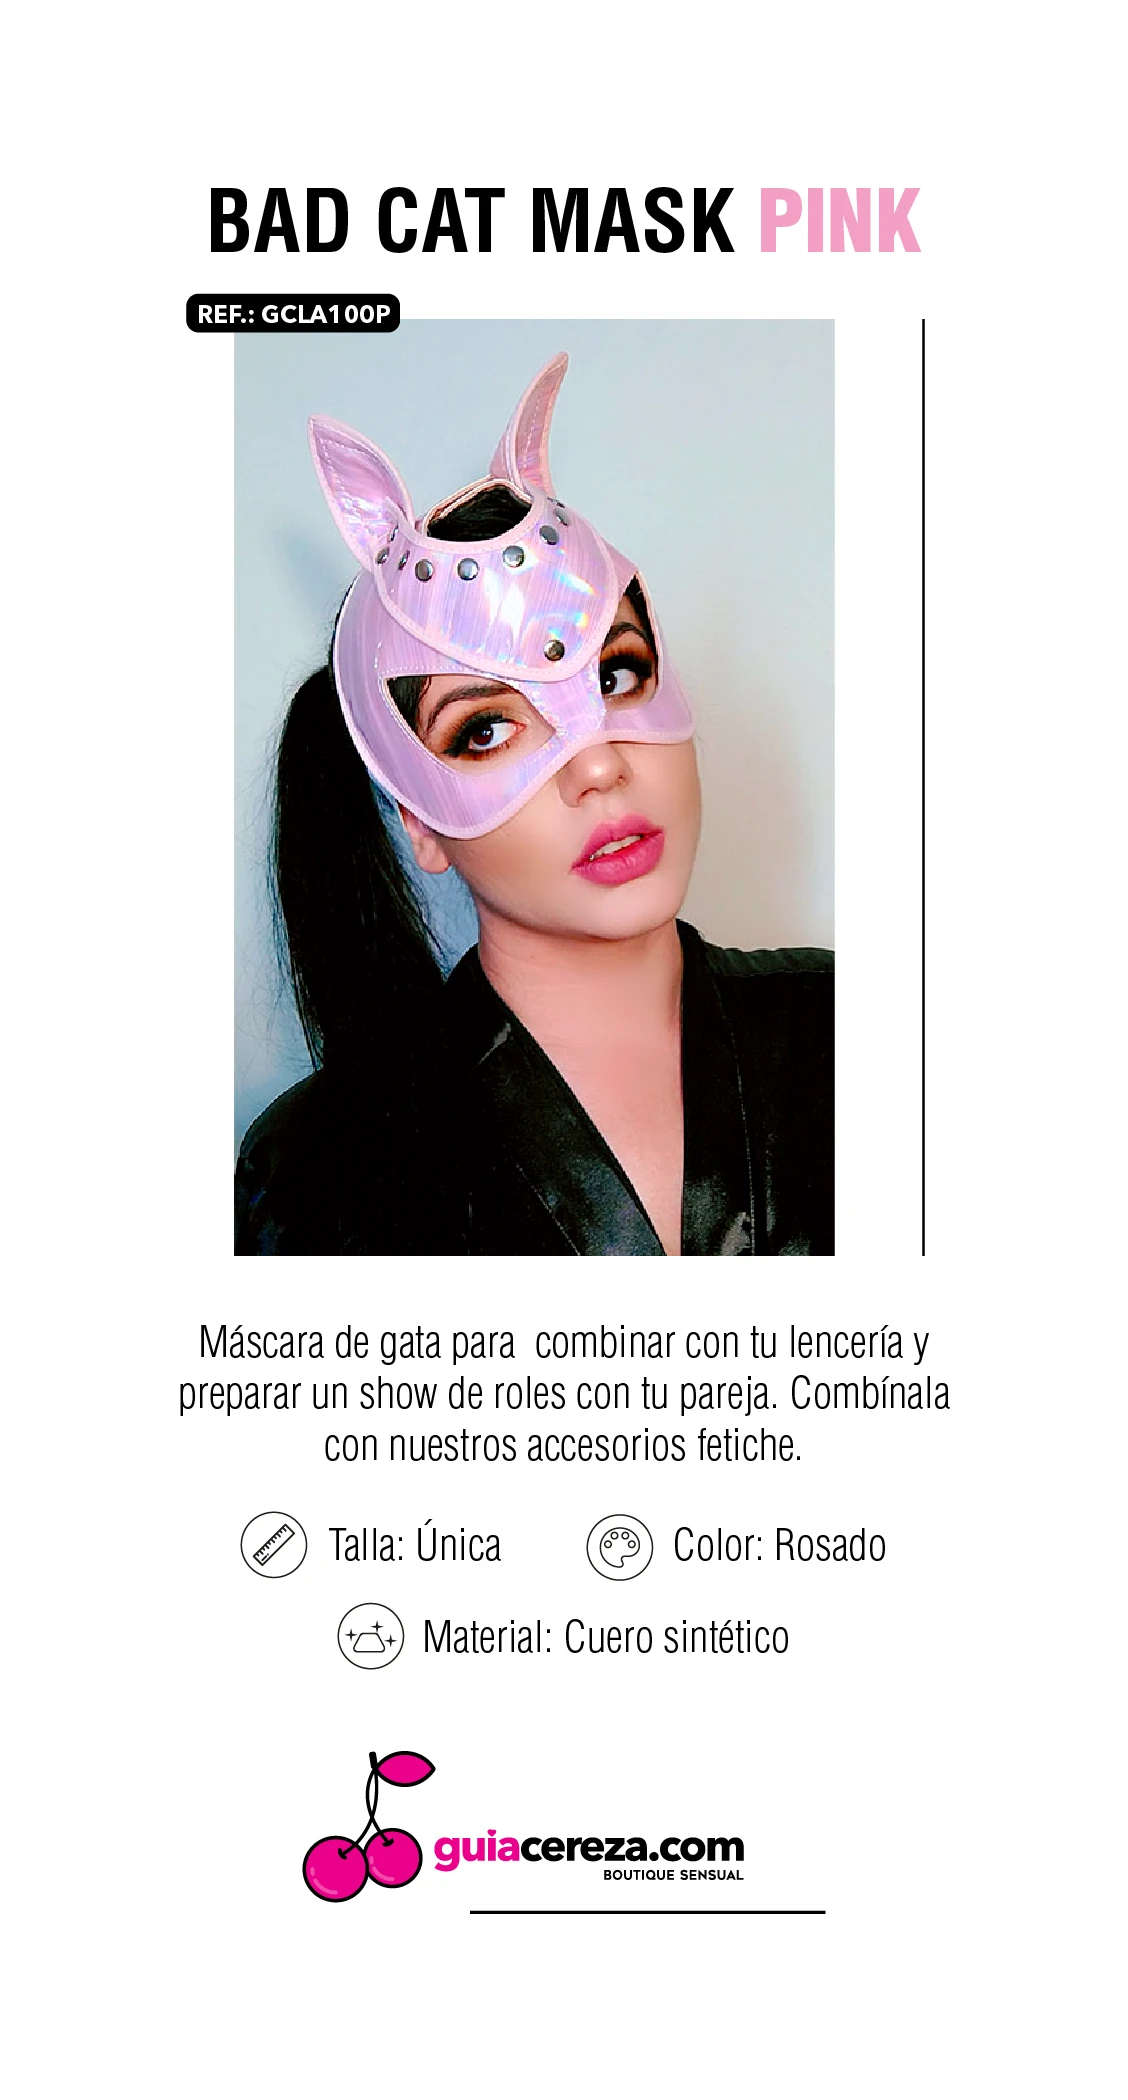 BAD CAT MASK PINK
REF.: GCLA100P
Máscara de gata para combinar con tu lencería y
preparar un show de roles con tu pareja. Combínala
con nuestros accesorios fetiche.
Talla: Única
Color: Rosado
Material: Cuero sintético
guiacereza.com
BOUTIQUE SENSUAL